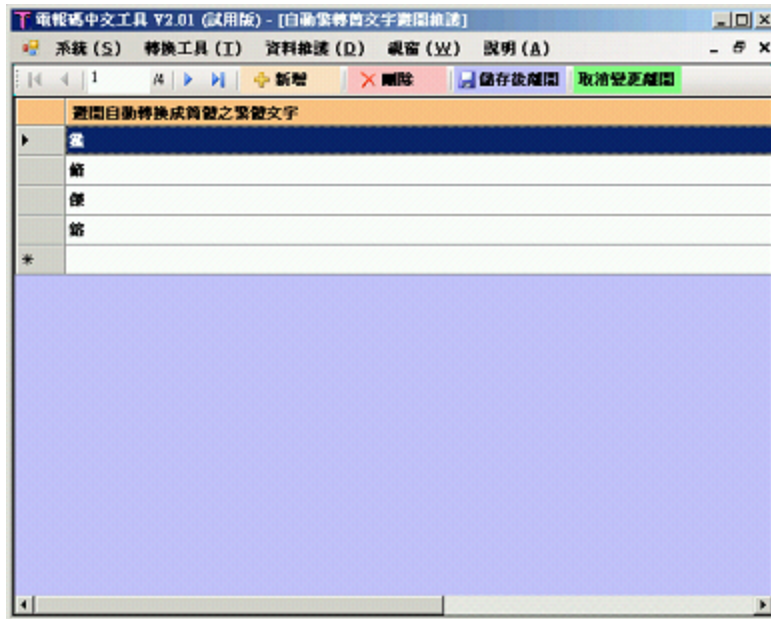 電報碼中文工具 V2.01 (試用版) - [自動繁轉簡文字避開維護]
系統(S) 轉換工具(T) 資料維護(D) 視窗(W) 說明(A)
1 /4 新增 刪除 儲存後離開 取消變更離開
避開自動轉換成簡體之繁體文字
傑